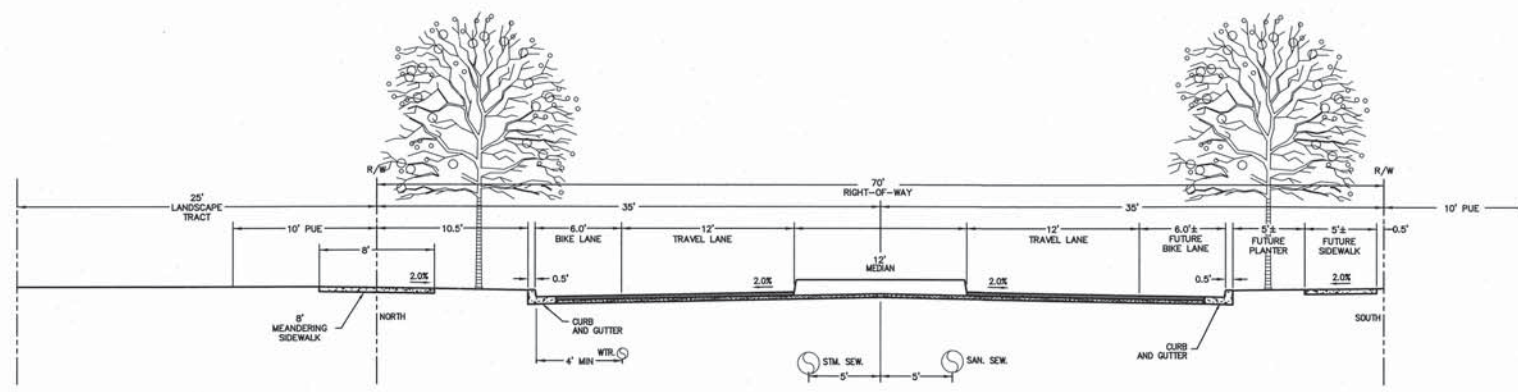 R/W
R/W
70'
RIGHT-OF-WAY
25'
LANDSCAPE
TRACT
35'
35'
10' PUE
10' PUE
10.5'
6.0'
BIKE LANE
12'
TRAVEL LANE
12'
MEDIAN
12'
TRAVEL LANE
6.0'±
FUTURE
BIKE LANE
5'±
FUTURE
PLANTER
5'±
FUTURE
SIDEWALK
0.5'
8'
2.0%
0.5'
2.0%
2.0%
0.5'
2.0%
8'
MEANDERING
SIDEWALK
NORTH
CURB
AND GUTTER
SOUTH
CURB
AND GUTTER
4' MIN
WTR.
STM. SEW.
SAN. SEW.
5'
5'